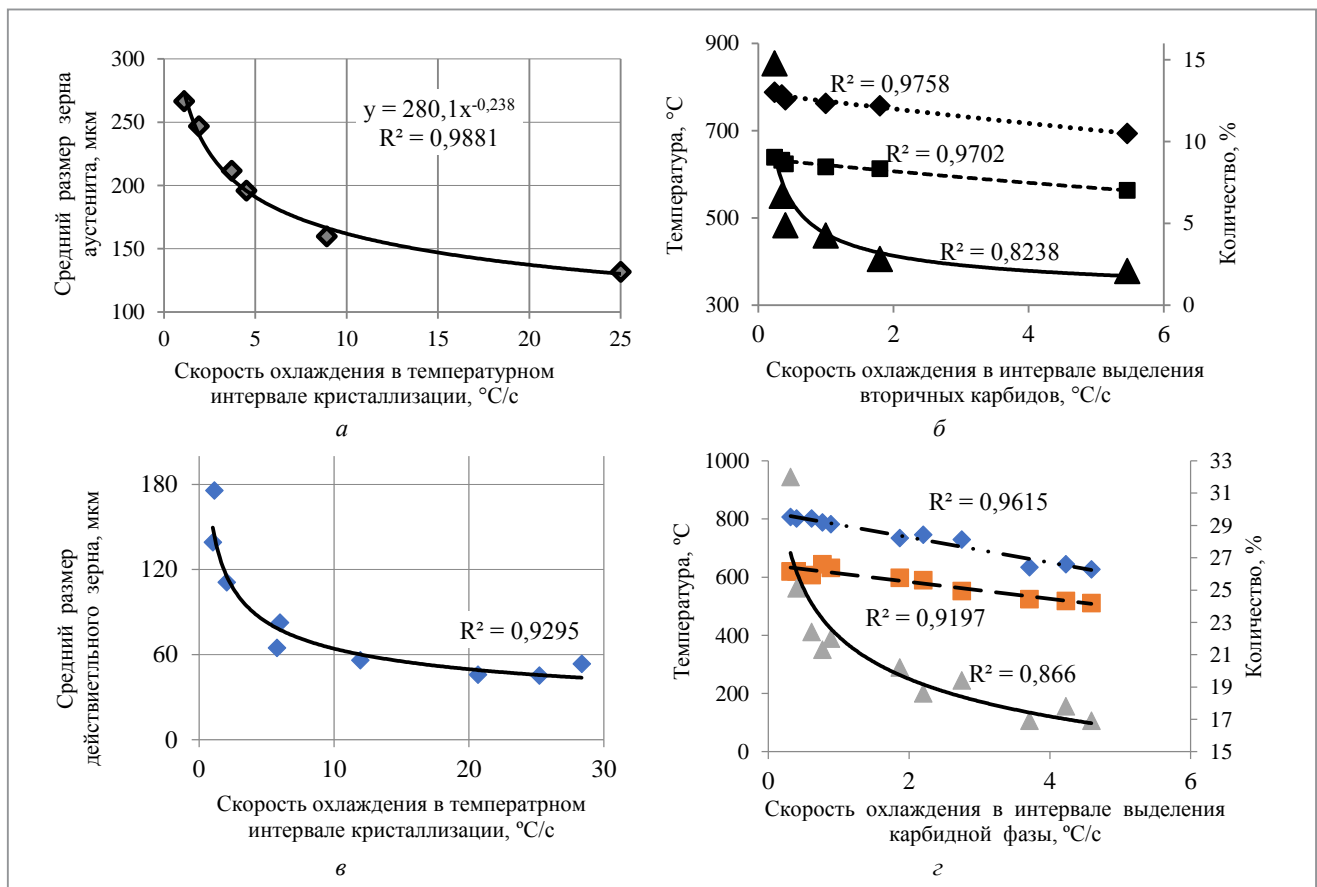 Средний размер зерна
аустенита, мкм
300
250
200
150
100
y = 280,1x-0,238
R² = 0,9881
0 5 10 15 20 25
Скорость охлаждения в температурном
интервале кристаллизации, °С/с
а
Температура, °С
900
700
500
300
R² = 0,9758
R² = 0,9702
R² = 0,8238
15
10
5
0
Количество, %
0 2 4 6
Скорость охлаждения в интервале выделения
вторичных карбидов, °С/с
б
Средний размер
действиетльного зерна, мкм
180
120
60
0
R² = 0,9295
0 10 20 30
Скорость охлаждения в температрном
интервале кристаллизации, ºС/с
в
Температура, ºС
1000
800
600
400
200
0
R² = 0,9615
R² = 0,9197
R² = 0,866
33
31
29
27
25
23
21
19
17
15
Количество, %
0 2 4 6
Скорость охлаждения в интервале выделения
карбидной фазы, ºС/с
г